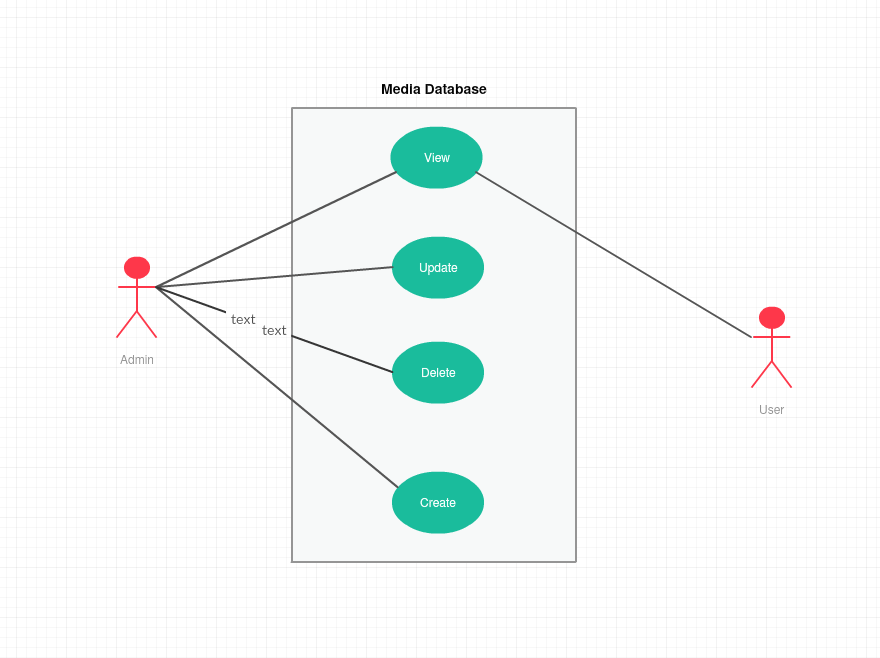 Media Database
View
Update
text
text
Delete
Admin
User
Create